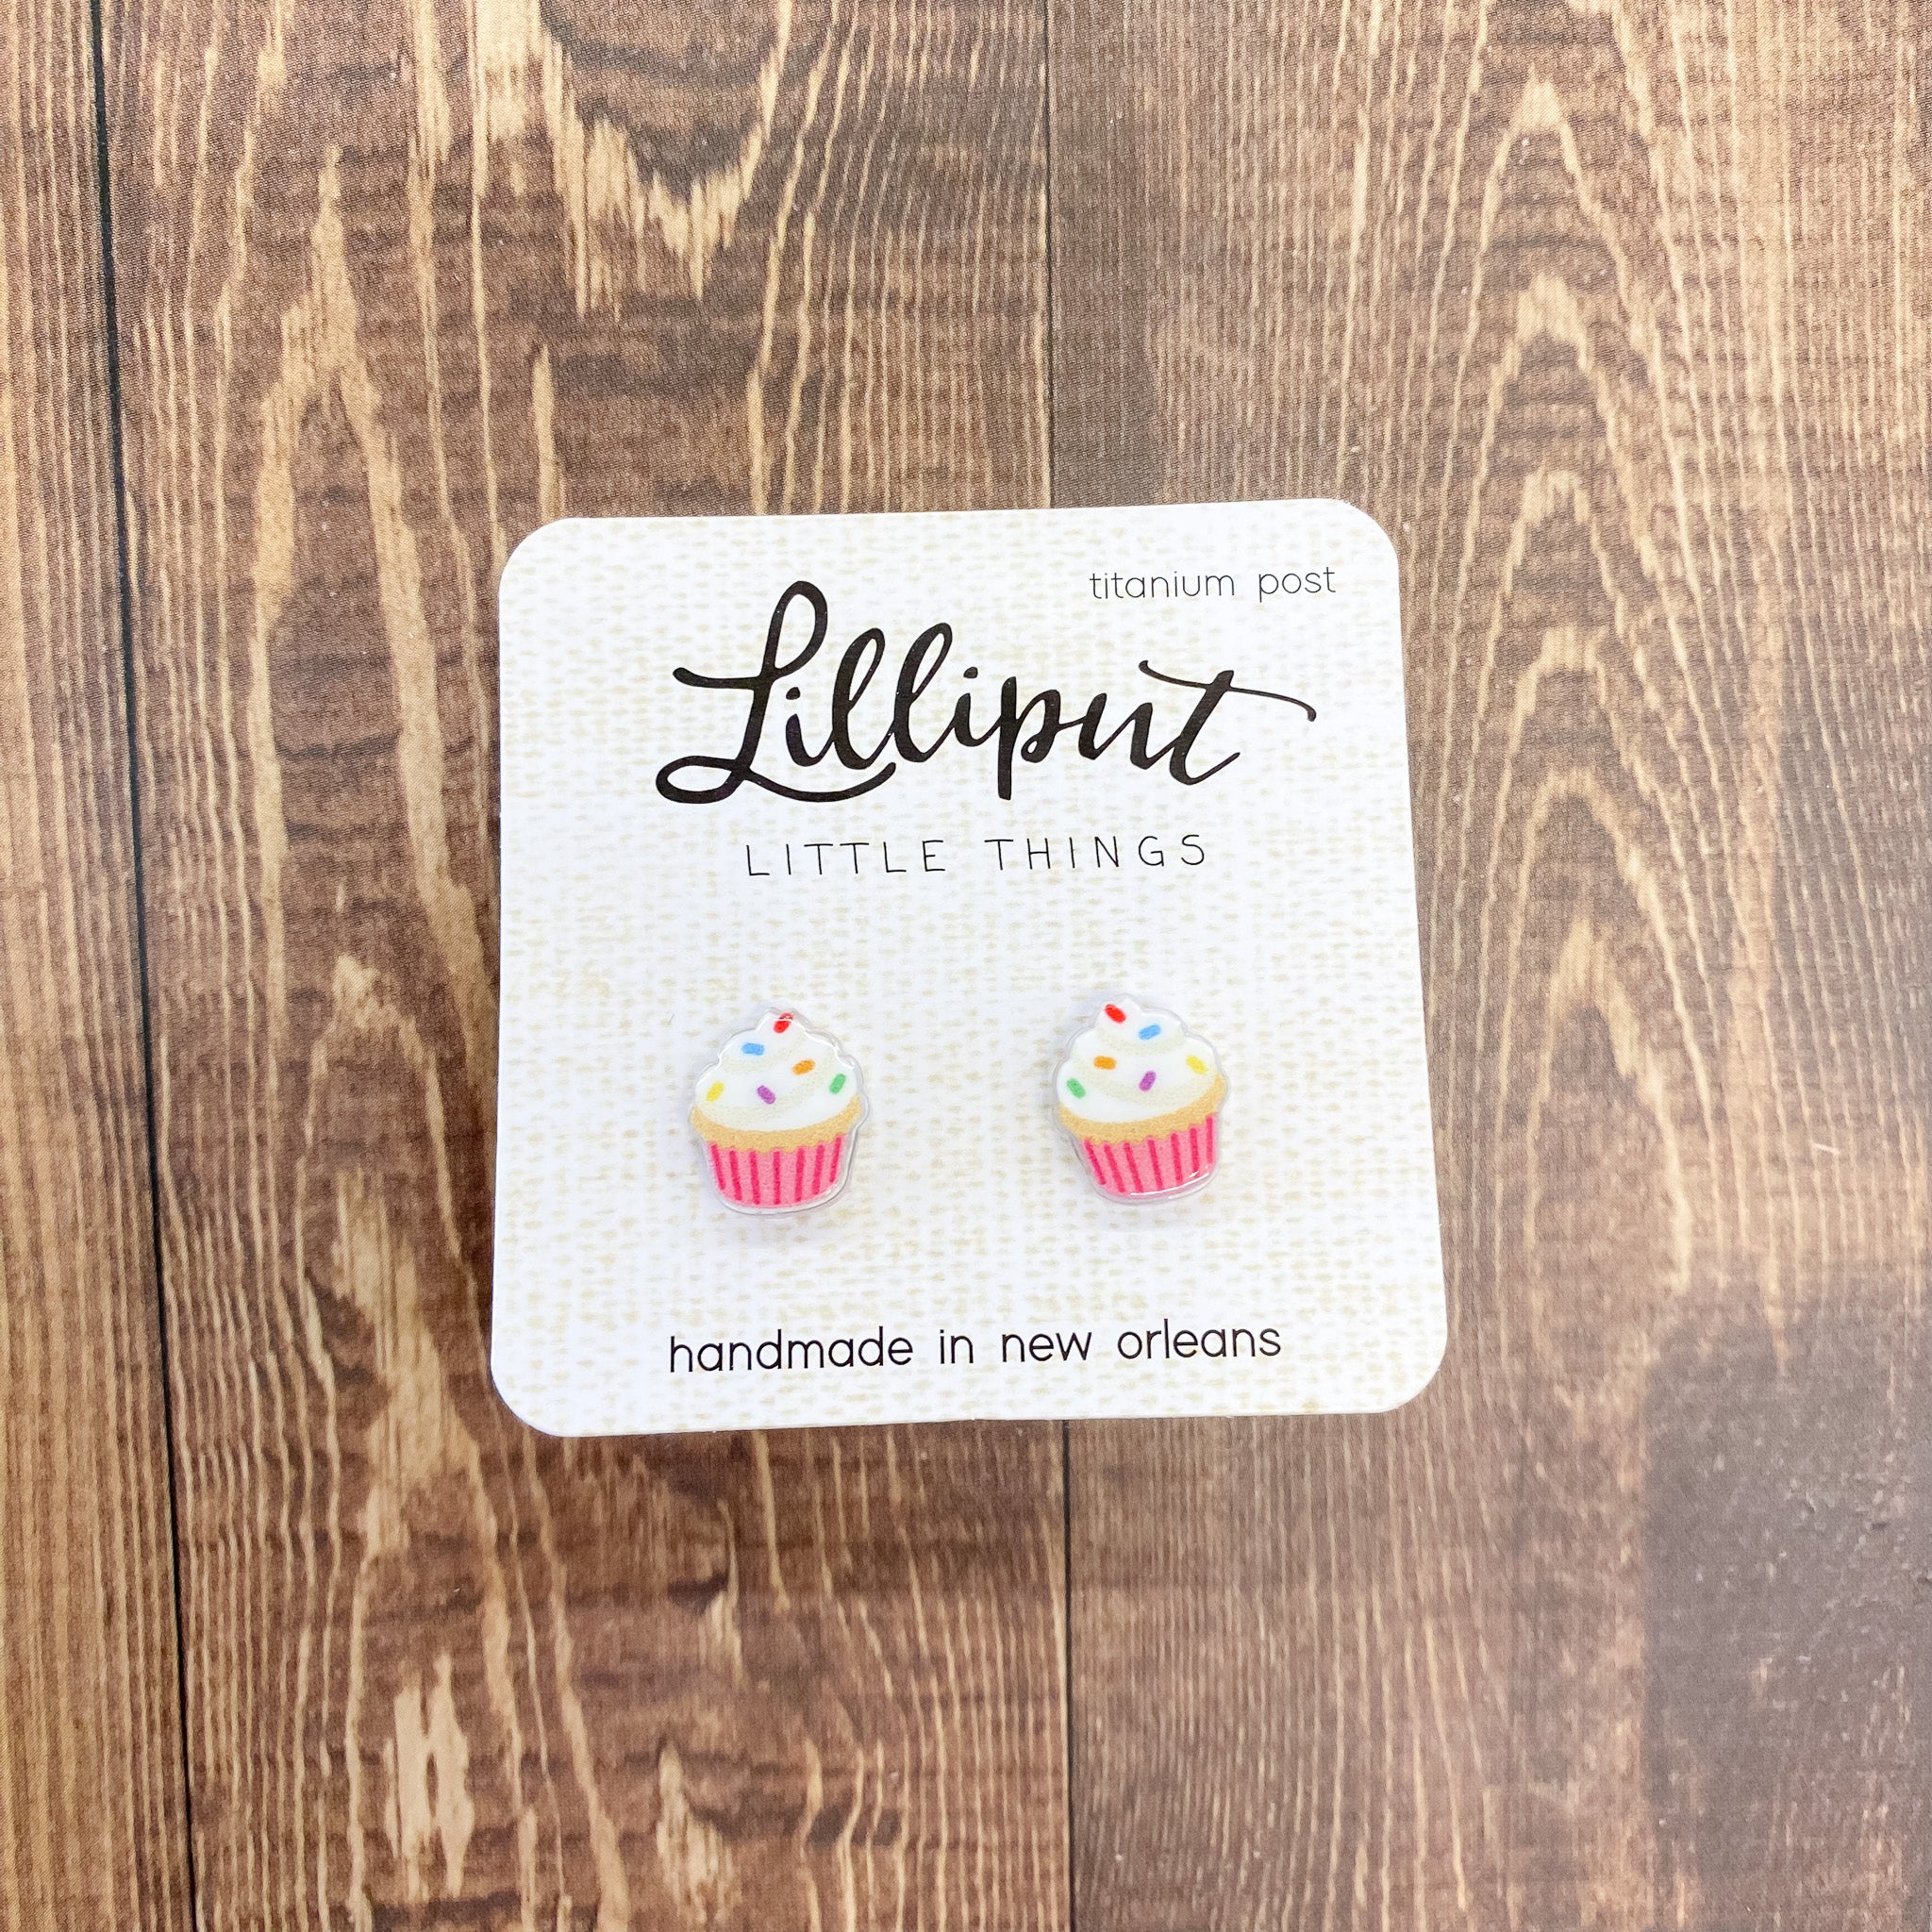 titanium post
Lilliput
LITTLE THINGS
handmade in new orleans